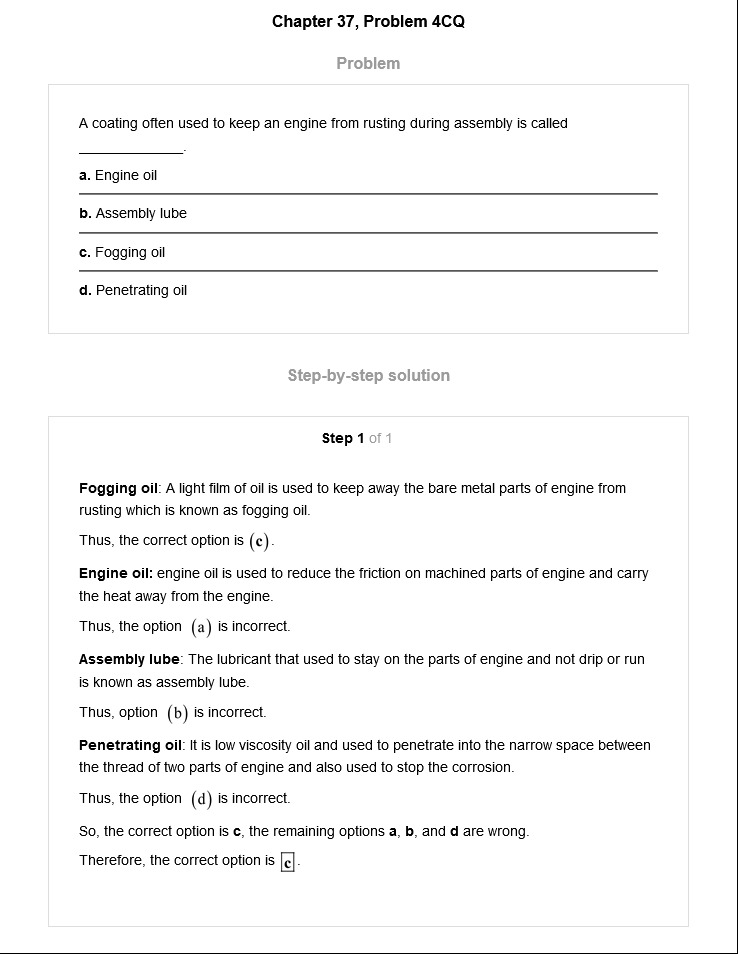 Chapter 37, Problem 4CQ
Problem
A coating often used to keep an engine from rusting during assembly is called
_____________.
a. Engine oil
b. Assembly lube
c. Fogging oil
d. Penetrating oil
Step-by-step solution
Step 1 of 1
Fogging oil: A light film of oil is used to keep away the bare metal parts of engine from
rusting which is known as fogging oil.
Thus, the correct option is (c).
Engine oil: engine oil is used to reduce the friction on machined parts of engine and carry
the heat away from the engine.
Thus, the option (a) is incorrect.
Assembly lube: The lubricant that used to stay on the parts of engine and not drip or run
is known as assembly lube.
Thus, option (b) is incorrect.
Penetrating oil: It is low viscosity oil and used to penetrate into the narrow space between
the thread of two parts of engine and also used to stop the corrosion.
Thus, the option (d) is incorrect.
So, the correct option is c, the remaining options a, b, and d are wrong.
Therefore, the correct option is c.